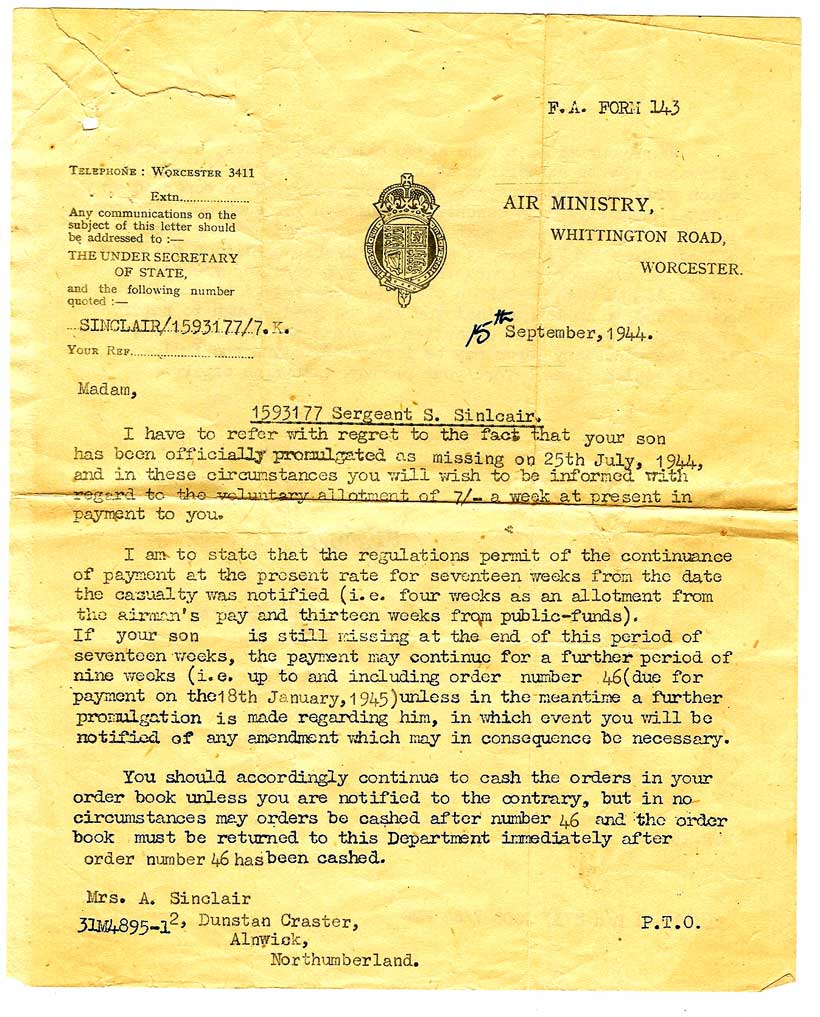 F.A. FORM 143
TELEPHONE: WORCESTER 3411
Extn....................
Any communications on the
subject of this letter should
be addressed to :—
THE UNDER SECRETARY
OF STATE,
and the following number
quoted :—
SINCLAIR/1593177/7.K.
YOUR REF...............................
AIR MINISTRY,
WHITTINGTON ROAD,
WORCESTER.
15th September, 1944.
Madam,
1593177 Sergeant S. Sinlcair.
I have to refer with regret to the fact that your son
has been officially promulgated as missing on 25th July, 1944,
and in these circumstances you will wish to be informed with
regard to the voluntary allotment of 7/- a week at present in
payment to you.
I am to state that the regulations permit of the continuance
of payment at the present rate for seventeen weeks from the date
the casualty was notified (i.e. four weeks as an allotment from
the airman's pay and thirteen weeks from public-funds).
If your son is still missing at the end of this period of
seventeen weeks, the payment may continue for a further period of
nine weeks (i.e. up to and including order number 46(due for
payment on the18th January,1945)unless in the meantime a further
promulgation is made regarding him, in which event you will be
notified of any amendment which may in consequence be necessary.
You should accordingly continue to cash the orders in your
order book unless you are notified to the contrary, but in no
circumstances may orders be cashed after number 46 and the order
book must be returned to this Department immediately after
order number 46 has been cashed.
Mrs. A. Sinclair
31M4895-1 2, Dunstan Craster,
Alnwick,
Northumberland.
P.T.O.